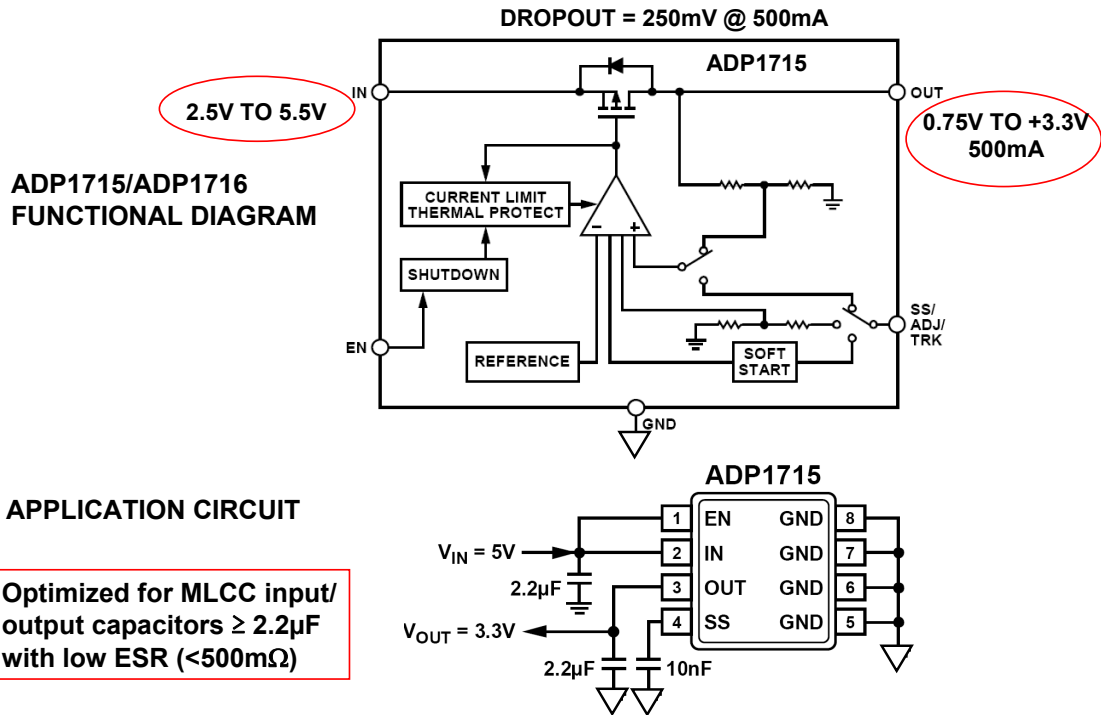 DROPOUT = 250mV @ 500mA
ADP1715
IN
OUT
2.5V TO 5.5V
0.75V TO +3.3V
500mA
ADP1715/ADP1716
FUNCTIONAL DIAGRAM
CURRENT LIMIT
THERMAL PROTECT
–
+
SHUTDOWN
SS/
ADJ/
TRK
EN
REFERENCE
SOFT
START
GND
ADP1715
APPLICATION CIRCUIT
1 EN GND 8
VIN = 5V
2 IN GND 7
2.2µF
3 OUT GND 6
VOUT = 3.3V
4 SS GND 5
2.2µF
10nF
Optimized for MLCC input/
output capacitors ≥ 2.2µF
with low ESR (<500mΩ)